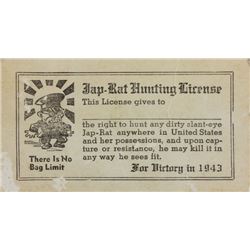 Jap-Rat Hunting License
This License gives to
the right to hunt any dirty slant-eye
Jap-Rat anywhere in United States
and her possessions, and upon cap-
ture or resistance, he may kill it in
any way he sees fit.
For Victory in 1943
There Is No
Bag Limit